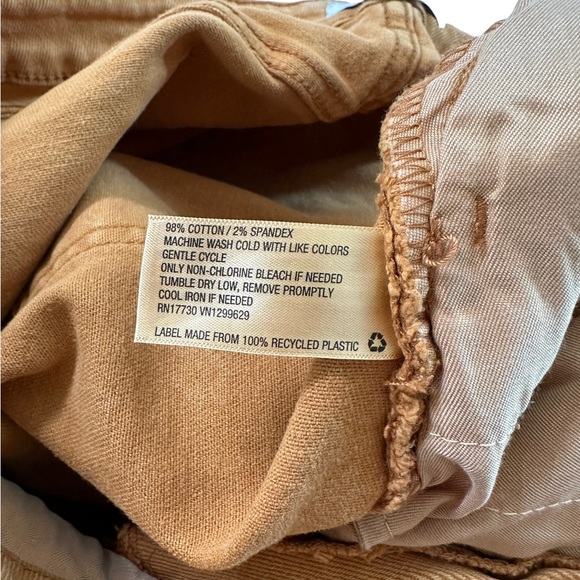 98% COTTON / 2% SPANDEX
MACHINE WASH COLD WITH LIKE COLORS
GENTLE CYCLE
ONLY NON-CHLORINE BLEACH IF NEEDED
TUMBLE DRY LOW, REMOVE PROMPTLY
COOL IRON IF NEEDED
RN17730 VN1299629
LABEL MADE FROM 100% RECYCLED PLASTIC